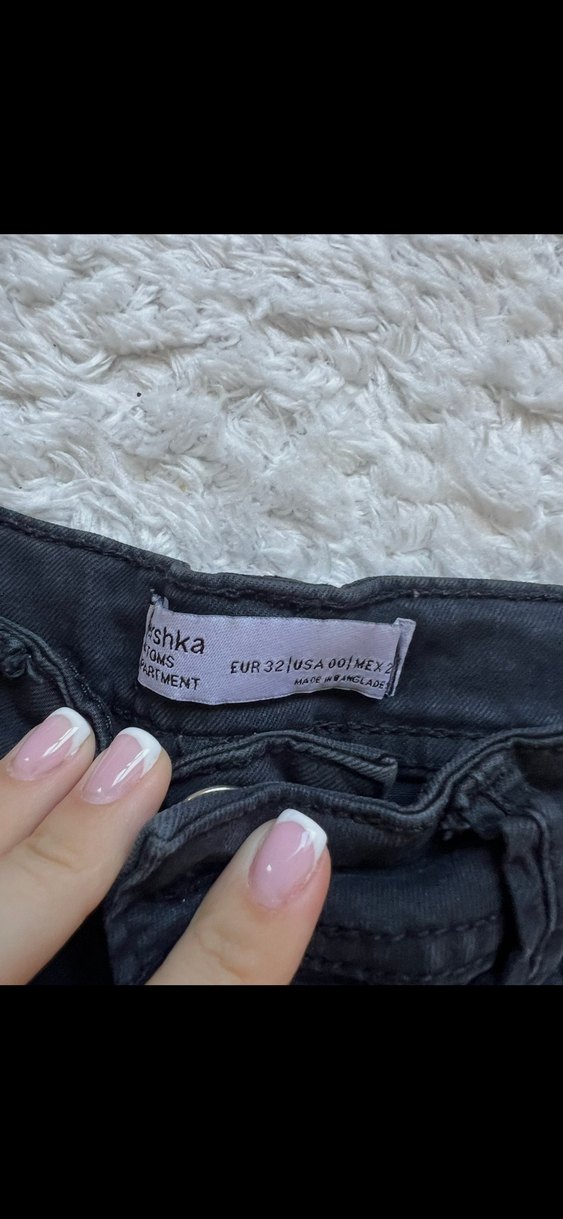 rshka
TOMS
PARTMENT
EUR 32|USA 00|MEX 2
MADE IN BANGLADE